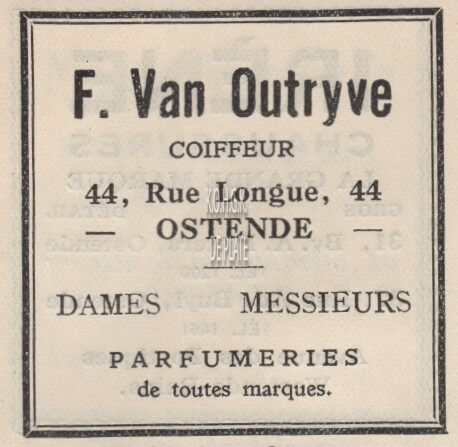 F. Van Outryve
COIFFEUR
44, Rue Longue, 44
— OSTENDE —
DAMES MESSIEURS
PARFUMERIES
de toutes marques.